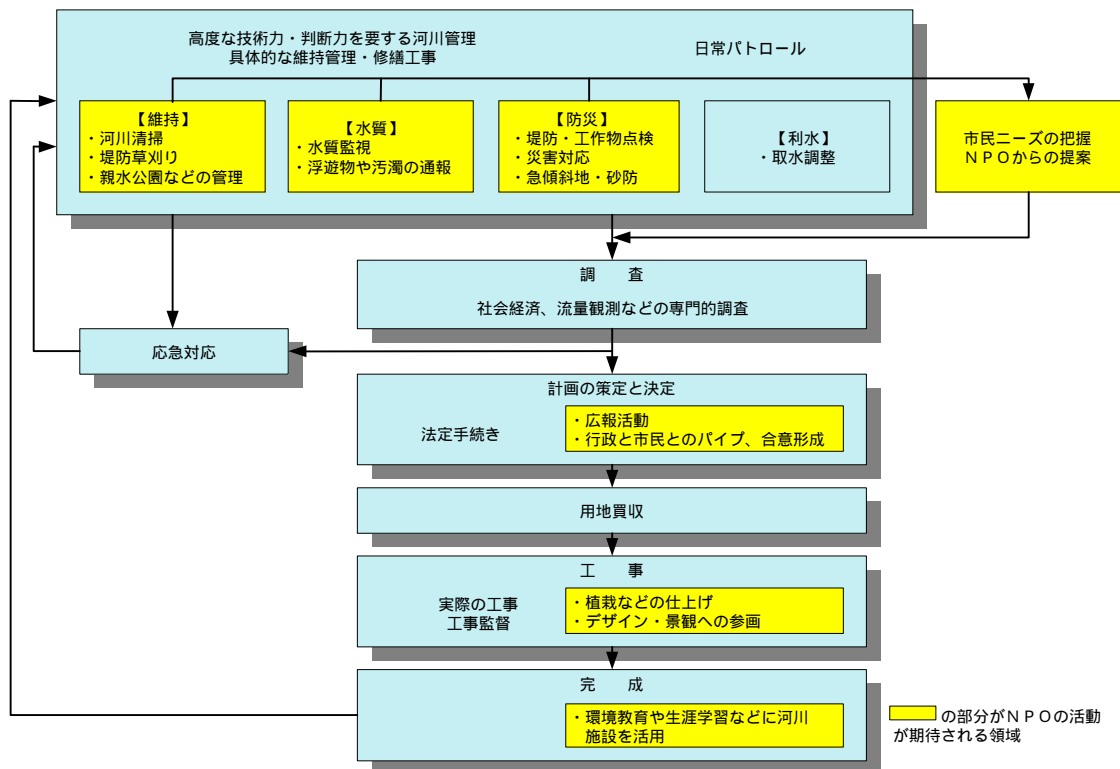 高度な技術力・判断力を要する河川管理
具体的な維持管理・修繕工事
日常パトロール
【維持】
・河川清掃
・堤防草刈り
・親水公園などの管理
【水質】
・水質監視
・浮遊物や汚濁の通報
【防災】
・堤防・工作物点検
・災害対応
・急傾斜地・砂防
【利水】
・取水調整
市民ニーズの把握
ＮＰＯからの提案
調　　査
社会経済、流量観測などの専門的調査
応急対応
計画の策定と決定
法定手続き
・広報活動
・行政と市民とのパイプ、合意形成
用地買収
工　　事
実際の工事
工事監督
・植栽などの仕上げ
・デザイン・景観への参画
完　　成
・環境教育や生涯学習などに河川
施設を活用
の部分がＮＰＯの活動
が期待される領域